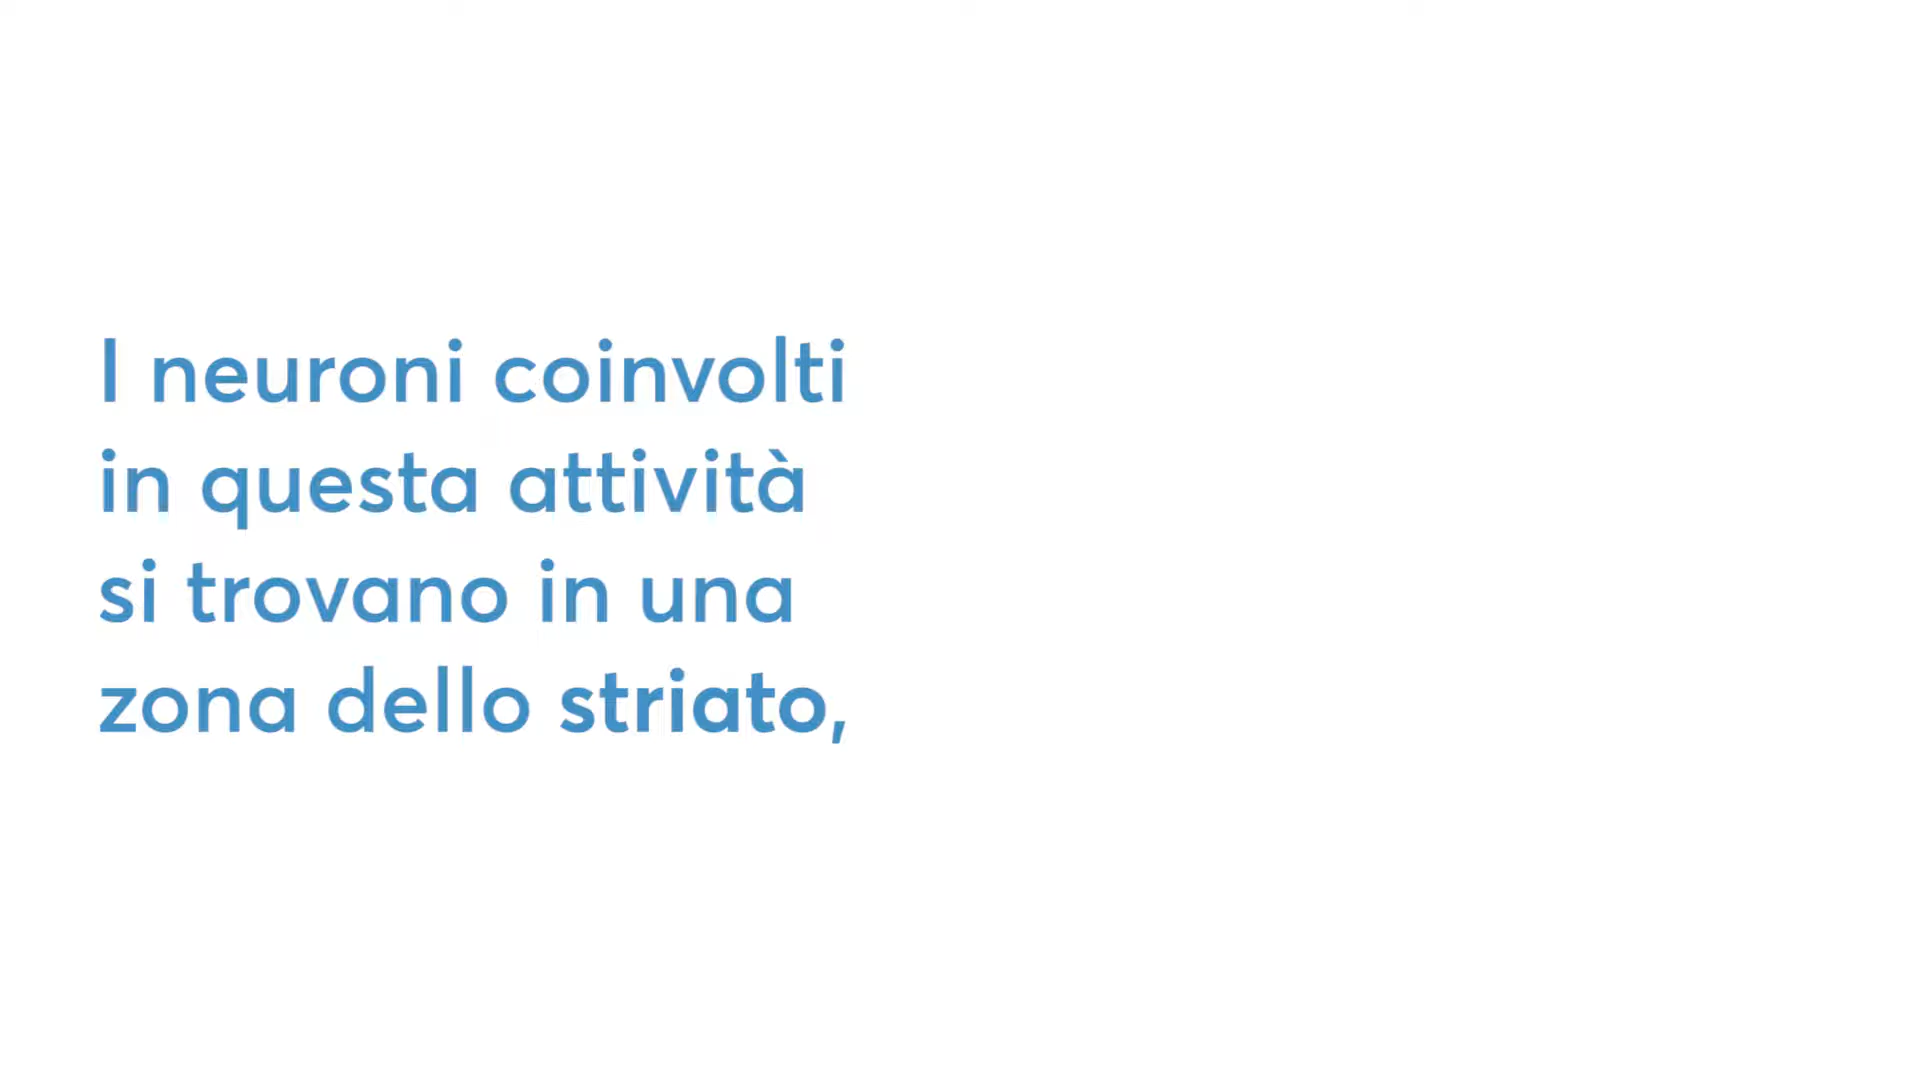 I neuroni coinvolti
in questa attività
si trovano in una
zona dello striato,